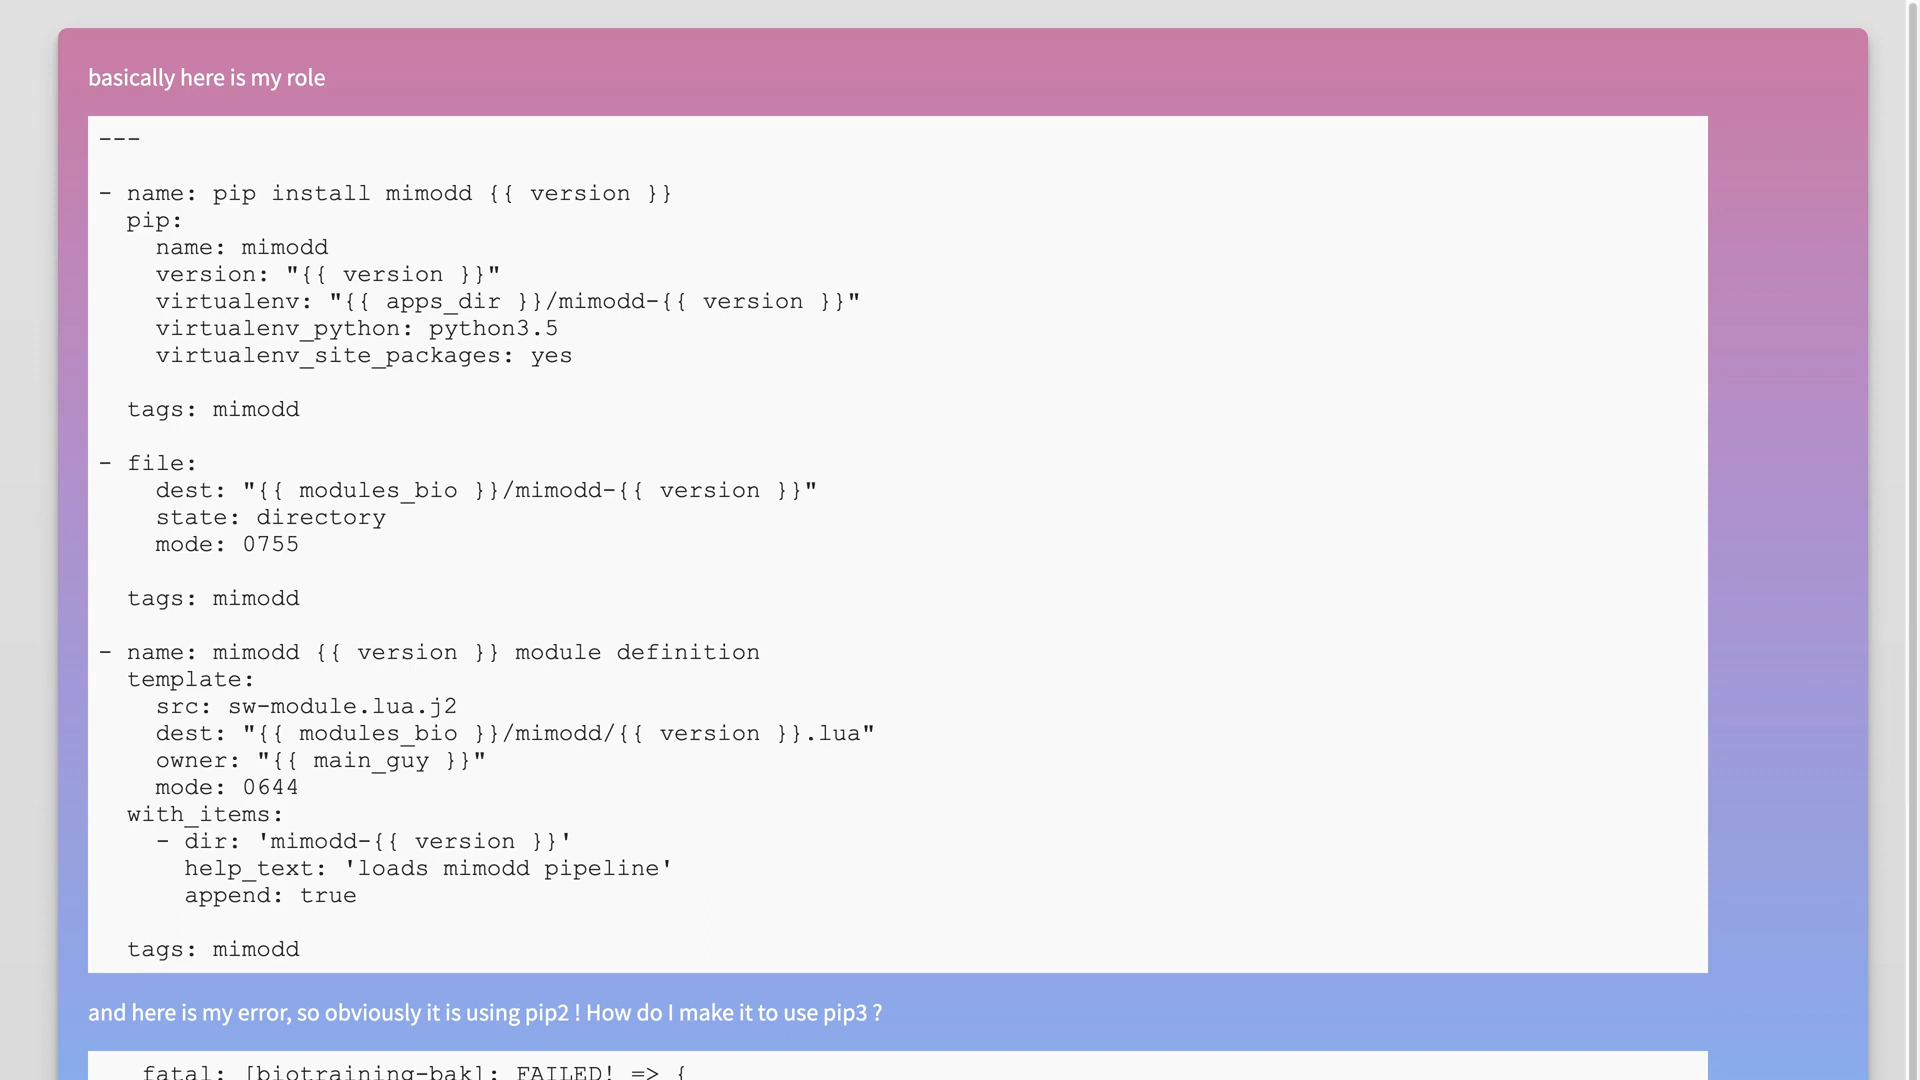 basically here is my role
---
- name: pip install mimodd {{ version }}
  pip:
    name: mimodd
    version: "{{ version }}"
    virtualenv: "{{ apps_dir }}/mimodd-{{ version }}"
    virtualenv_python: python3.5
    virtualenv_site_packages: yes
  tags: mimodd
- file:
    dest: "{{ modules_bio }}/mimodd-{{ version }}"
    state: directory
    mode: 0755
  tags: mimodd
- name: mimodd {{ version }} module definition
  template:
    src: sw-module.lua.j2
    dest: "{{ modules_bio }}/mimodd/{{ version }}.lua"
    owner: "{{ main_guy }}"
    mode: 0644
  with_items:
    - dir: 'mimodd-{{ version }}'
      help_text: 'loads mimodd pipeline'
      append: true
  tags: mimodd
and here is my error, so obviously it is using pip2 ! How do I make it to use pip3 ?
   fatal: [biotraining-bak]: FAILED! => {